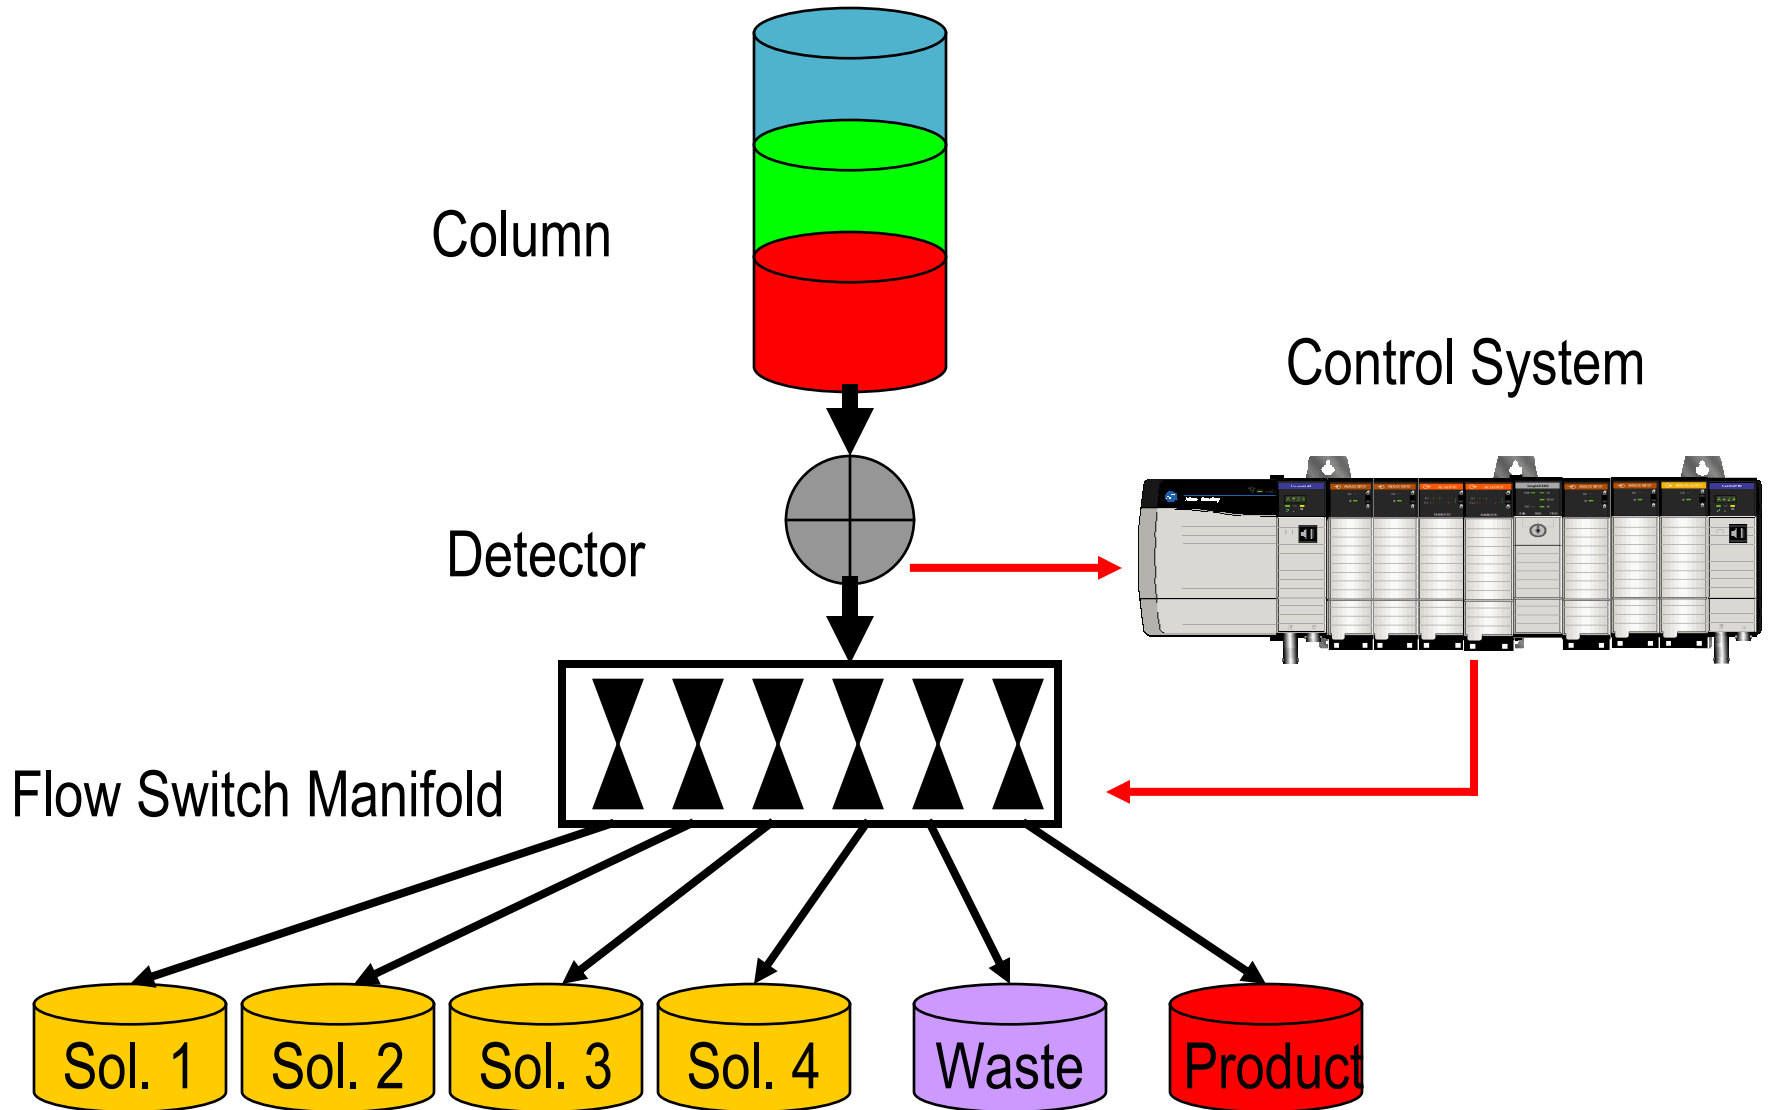 Column
Control System
Detector
Flow Switch Manifold
Sol. 1
Sol. 2
Sol. 3
Sol. 4
Waste
Product